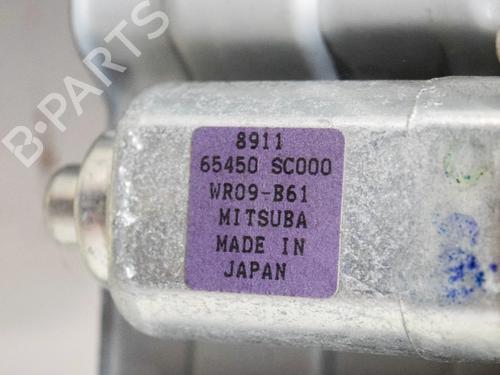 B-PARTS
8911
65450 SC000
WR09-B61
MITSUBA
MADE IN
JAPAN